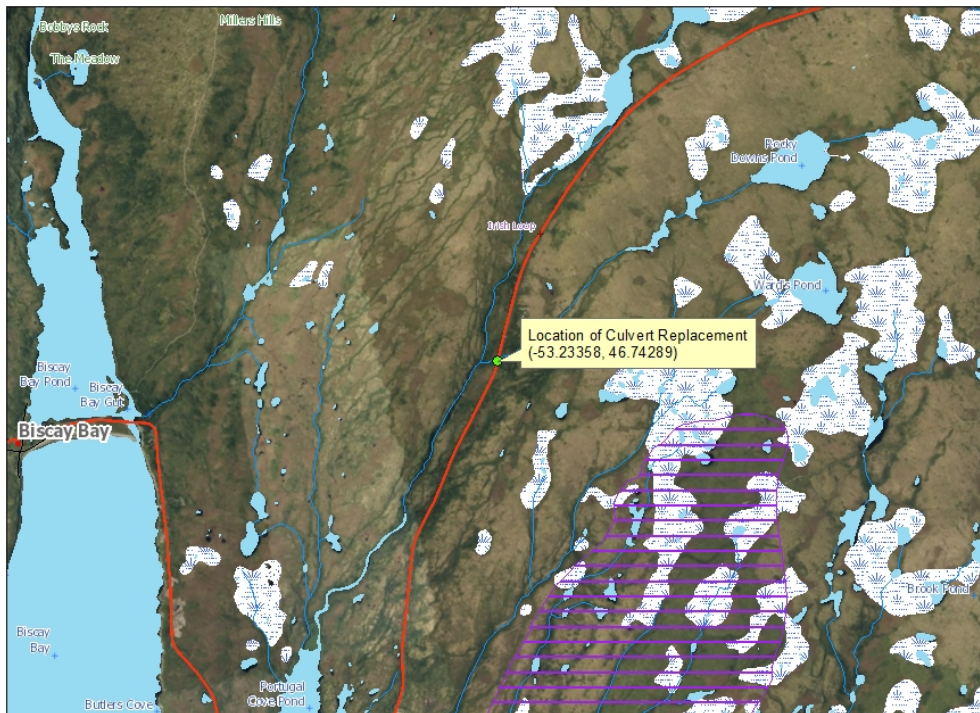 Bobbys Rock
Millers Hills
The Meadow
Rocky
Downs Pond
Irish Loop
Ward's Pond
Location of Culvert Replacement
(-53.23358, 46.74289)
Biscay
Bay Pond
Biscay
Bay Gut
Biscay Bay
Brook Pond
Biscay
Bay
Portugal
Cove Pond
Butlers Cove